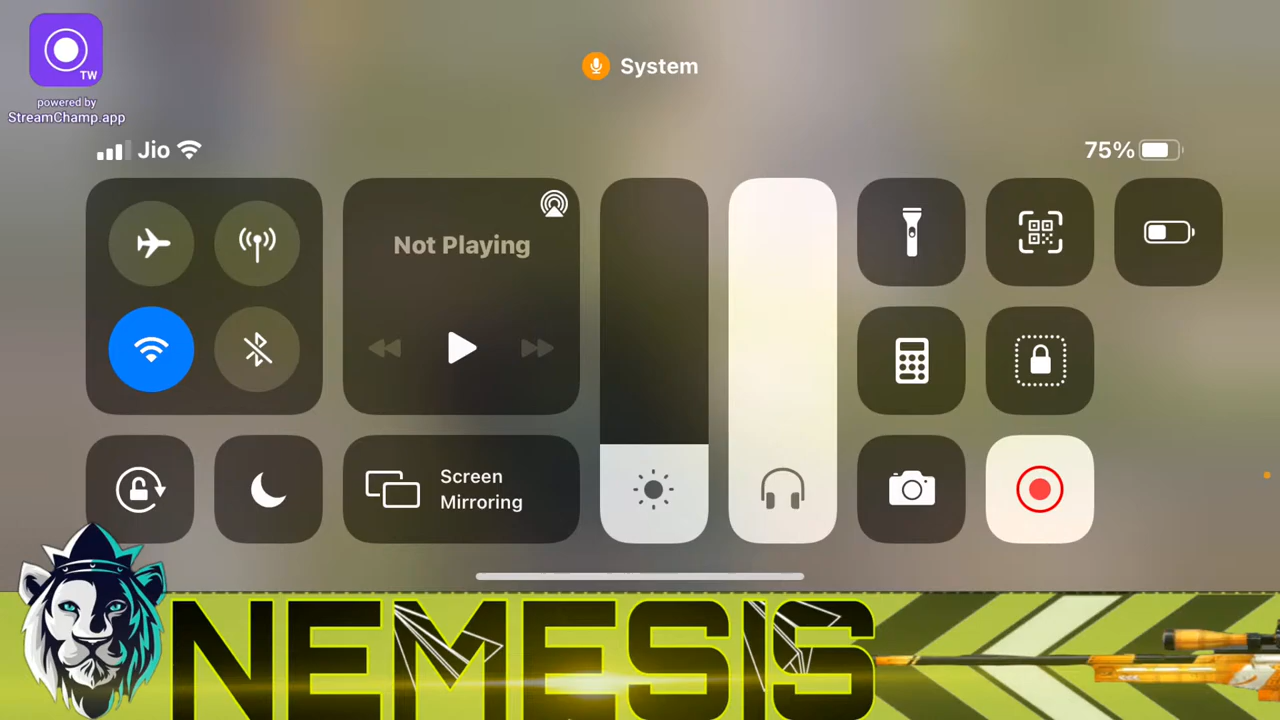 TW
powered by
StreamChamp.app
System
Jio
75%
Not Playing
Screen
Mirroring
NEMESIS